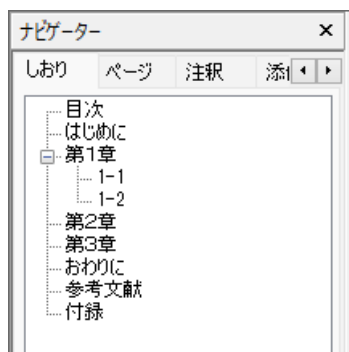 ナビゲーター
しおり ページ 注釈 添
目次
はじめに
第1章
1-1
1-2
第2章
第3章
おわりに
参考文献
付録